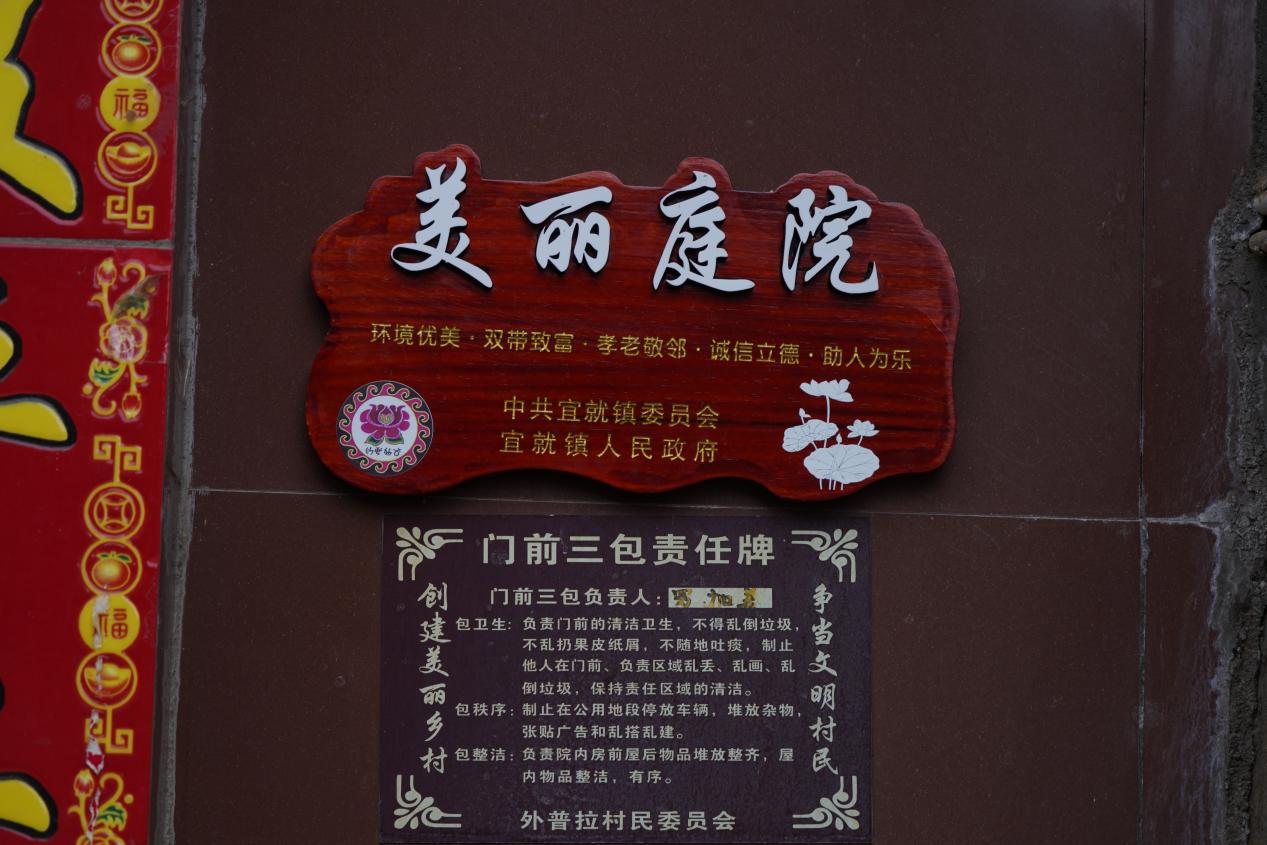 福
福
美丽庭院
环境优美·双带致富·孝老敬邻·诚信立德·助人为乐
中共宜就镇委员会
宜就镇人民政府
门前三包责任牌
门前三包负责人:
创建美丽乡村
包卫生: 负责门前的清洁卫生, 不得乱倒垃圾,
不乱扔果皮纸屑, 不随地吐痰, 制止
他人在门前、负责区域乱丢、乱画、乱
倒垃圾, 保持责任区域的清洁。
包秩序: 制止在公用地段停放车辆, 堆放杂物,
张贴广告和乱搭乱建。
包整洁: 负责院内房前屋后物品堆放整齐, 屋
内物品整洁, 有序。
争当文明村民
外普拉村民委员会